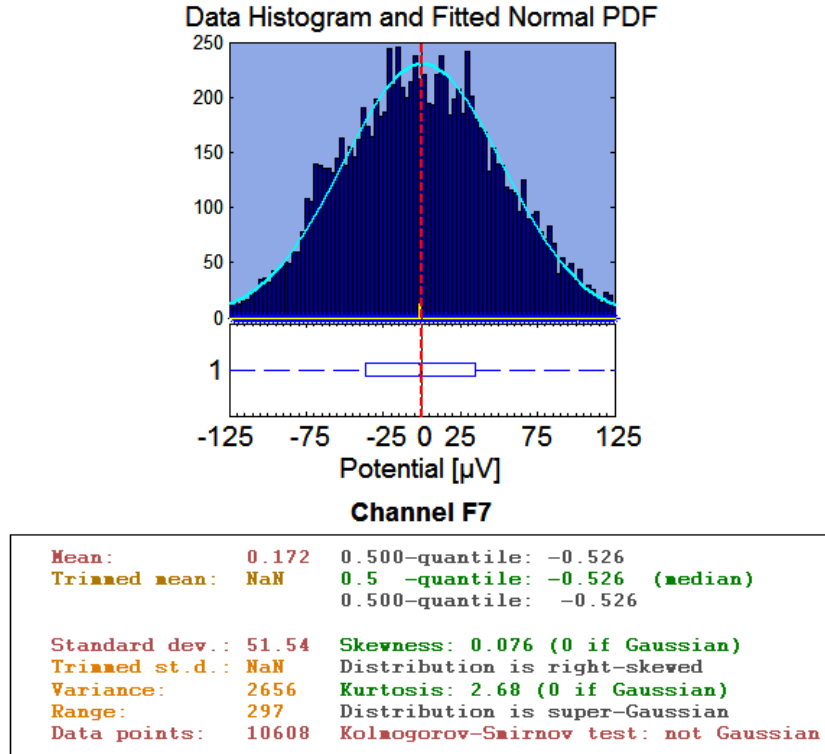 Data Histogram and Fitted Normal PDF
250
200
150
100
50
0
1
-125 -75 -25 0 25 75 125
Potential [µV]
Channel F7
Mean: 0.172 0.500-quantile: -0.526
Trimmed mean: NaN 0.5 -quantile: -0.526 (median)
0.500-quantile: -0.526
Standard dev.: 51.54 Skewness: 0.076 (0 if Gaussian)
Trimmed st.d.: NaN Distribution is right-skewed
Variance: 2656 Kurtosis: 2.68 (0 if Gaussian)
Range: 297 Distribution is super-Gaussian
Data points: 10608 Kolmogorov-Smirnov test: not Gaussian